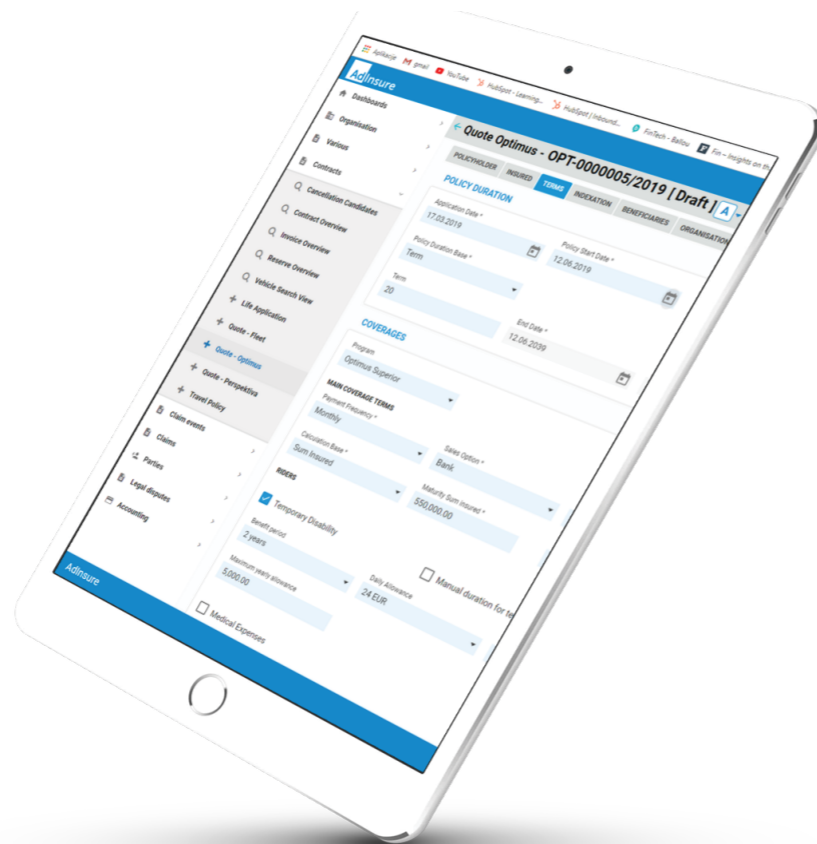 Aplikacije gmail YouTube HubSpot - Learning... HubSpot | Inbound... FinTech - Bailou Fin – Insights on th
AdInsure
Dashboards
Organisation
Various
Contracts
Cancellation Candidates
Contract Overview
Invoice Overview
Reserve Overview
Vehicle Search View
Life Application
Quote - Fleet
Quote - Optimus
Quote - Perspektiva
Travel Policy
Claim events
Claims
Parties
Legal disputes
Accounting
Quote Optimus - OPT-0000005/2019 [ Draft ] A
POLICYHOLDER INSURED TERMS INDEXATION BENEFICIARIES ORGANISATION
POLICY DURATION
Application Date * Policy Start Date *
17.03.2019 12.06.2019
Policy Duration Base *
Term
Term End Date *
20 12.06.2039
COVERAGES
Program
Optimus Superior
MAIN COVERAGE TERMS
Payment Frequency * Sales Option *
Monthly Bank
Calculation Base * Maturity Sum Insured *
Sum Insured 550,000.00
RIDERS
Temporary Disability Manual duration for te
Benefit period Daily Allowance
2 years 24 EUR
Maximum yearly allowance
5,000.00
Medical Expenses
AdInsure